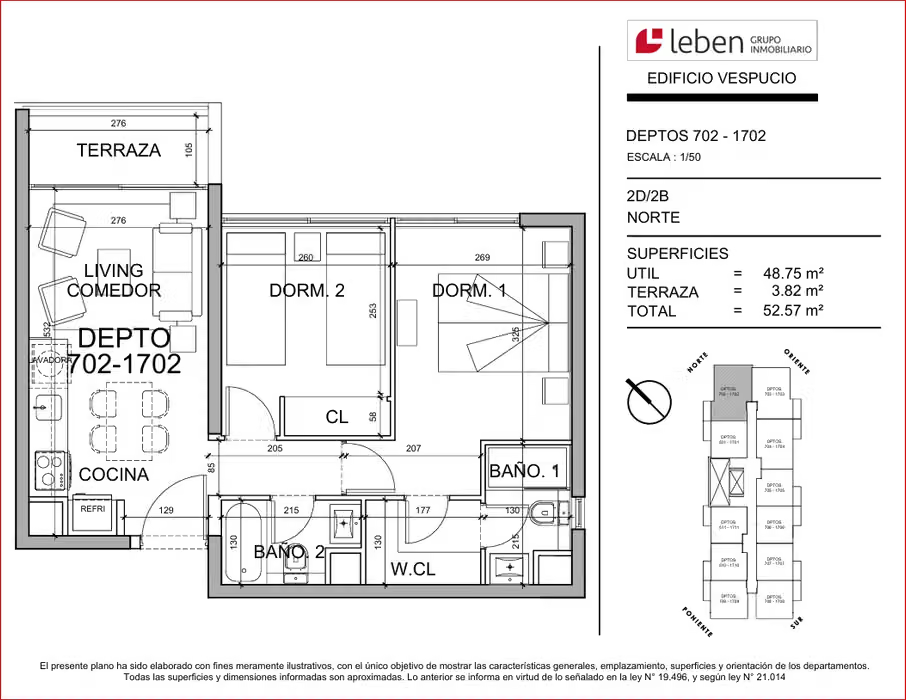 leben GRUPO INMOBILIARIO
EDIFICIO VESPUCIO
DEPTOS 702 - 1702
ESCALA : 1/50
2D/2B
NORTE
SUPERFICIES
UTIL = 48.75 m²
TERRAZA = 3.82 m²
TOTAL = 52.57 m²
276
TERRAZA
105
276
LIVING
COMEDOR
532
DEPTO
702-1702
AVADORA
COCINA
REFRI
129
260
DORM. 2
253
CL
58
269
DORM. 1
325
205
207
85
BAÑO. 1
215
130
BAÑO. 2
177
130
W.CL
130
215
NORTE
ORIENTE
PONIENTE
SUR
El presente plano ha sido elaborado con fines meramente ilustrativos, con el único objetivo de mostrar las características generales, emplazamiento, superficies y orientación de los departamentos.
Todas las superficies y dimensiones informadas son aproximadas. Lo anterior se informa en virtud de lo señalado en la ley N° 19.496, y según ley N° 21.014